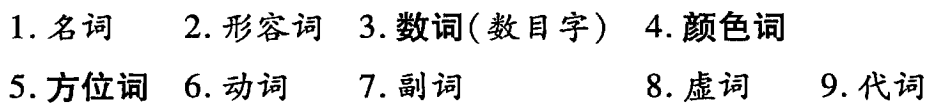 1. 名词 2. 形容词 3. 数词(数目字) 4. 颜色词
5. 方位词 6. 动词 7. 副词 8. 虚词 9. 代词